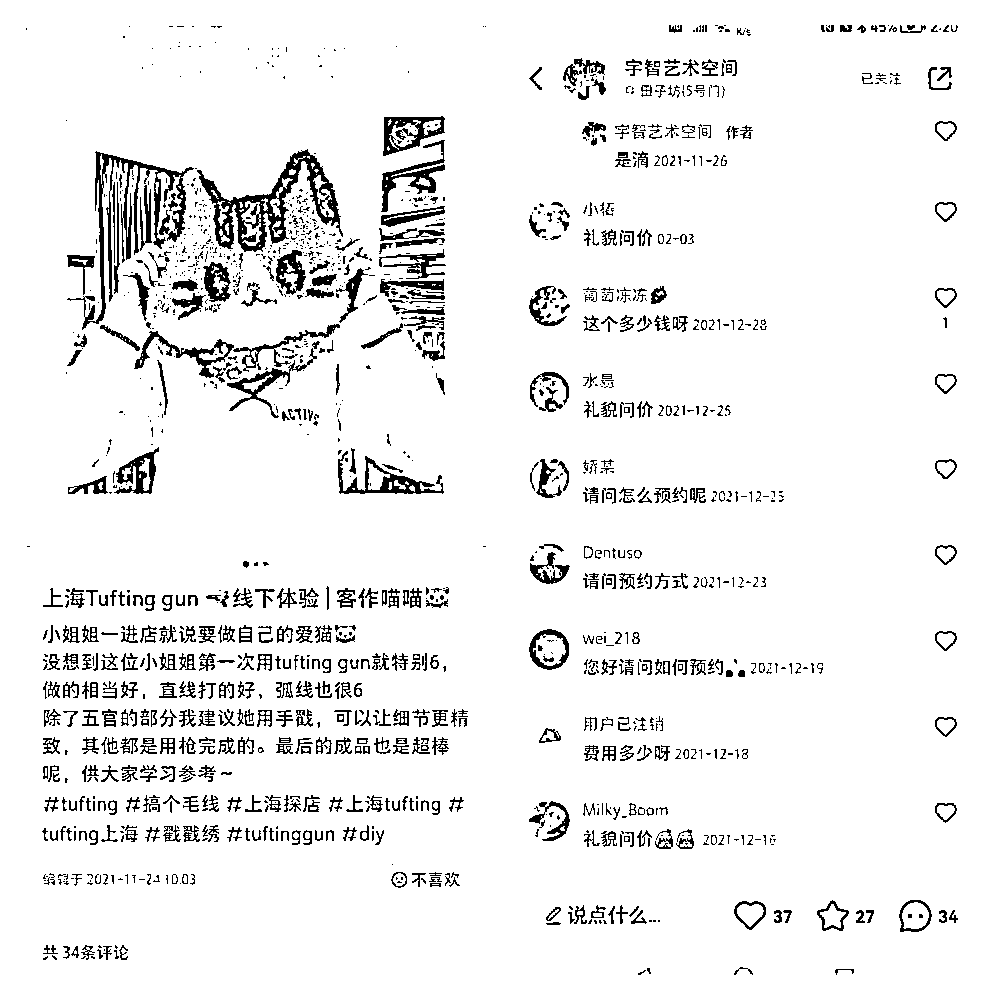 ACTIVE
上海Tufting gun 🔫线下体验 | 客作喵喵🐱
小姐姐一进店就说要做自己的爱猫🐱
没想到这位小姐姐第一次用tufting gun就特别6，
做的相当好，直线打的好，弧线也很6
除了五官的部分我建议她用手戳，可以让细节更精
致，其他都是用枪完成的。最后的成品也是超棒
呢，供大家学习参考～
#tufting #搞个毛线 #上海探店 #上海tufting #
tufting上海 #戳戳绣 #tuftinggun #diy
编辑于 2021-11-24 10:03
不喜欢
共 34条评论
45% 2:20
宇智艺术空间
田子坊(5号门)
已关注
宇智艺术空间 作者
是滴 2021-11-26
礼貌问价 02-03
葡萄冻冻
这个多少钱呀 2021-12-28
1
礼貌问价 2021-12-26
娇某
请问怎么预约呢 2021-12-25
Dentuso
请问预约方式 2021-12-23
wei_218
您好请问如何预约 2021-12-19
用户已注销
费用多少呀 2021-12-18
Milky_Boom
礼貌问价 2021-12-16
说点什么...
37
27
34